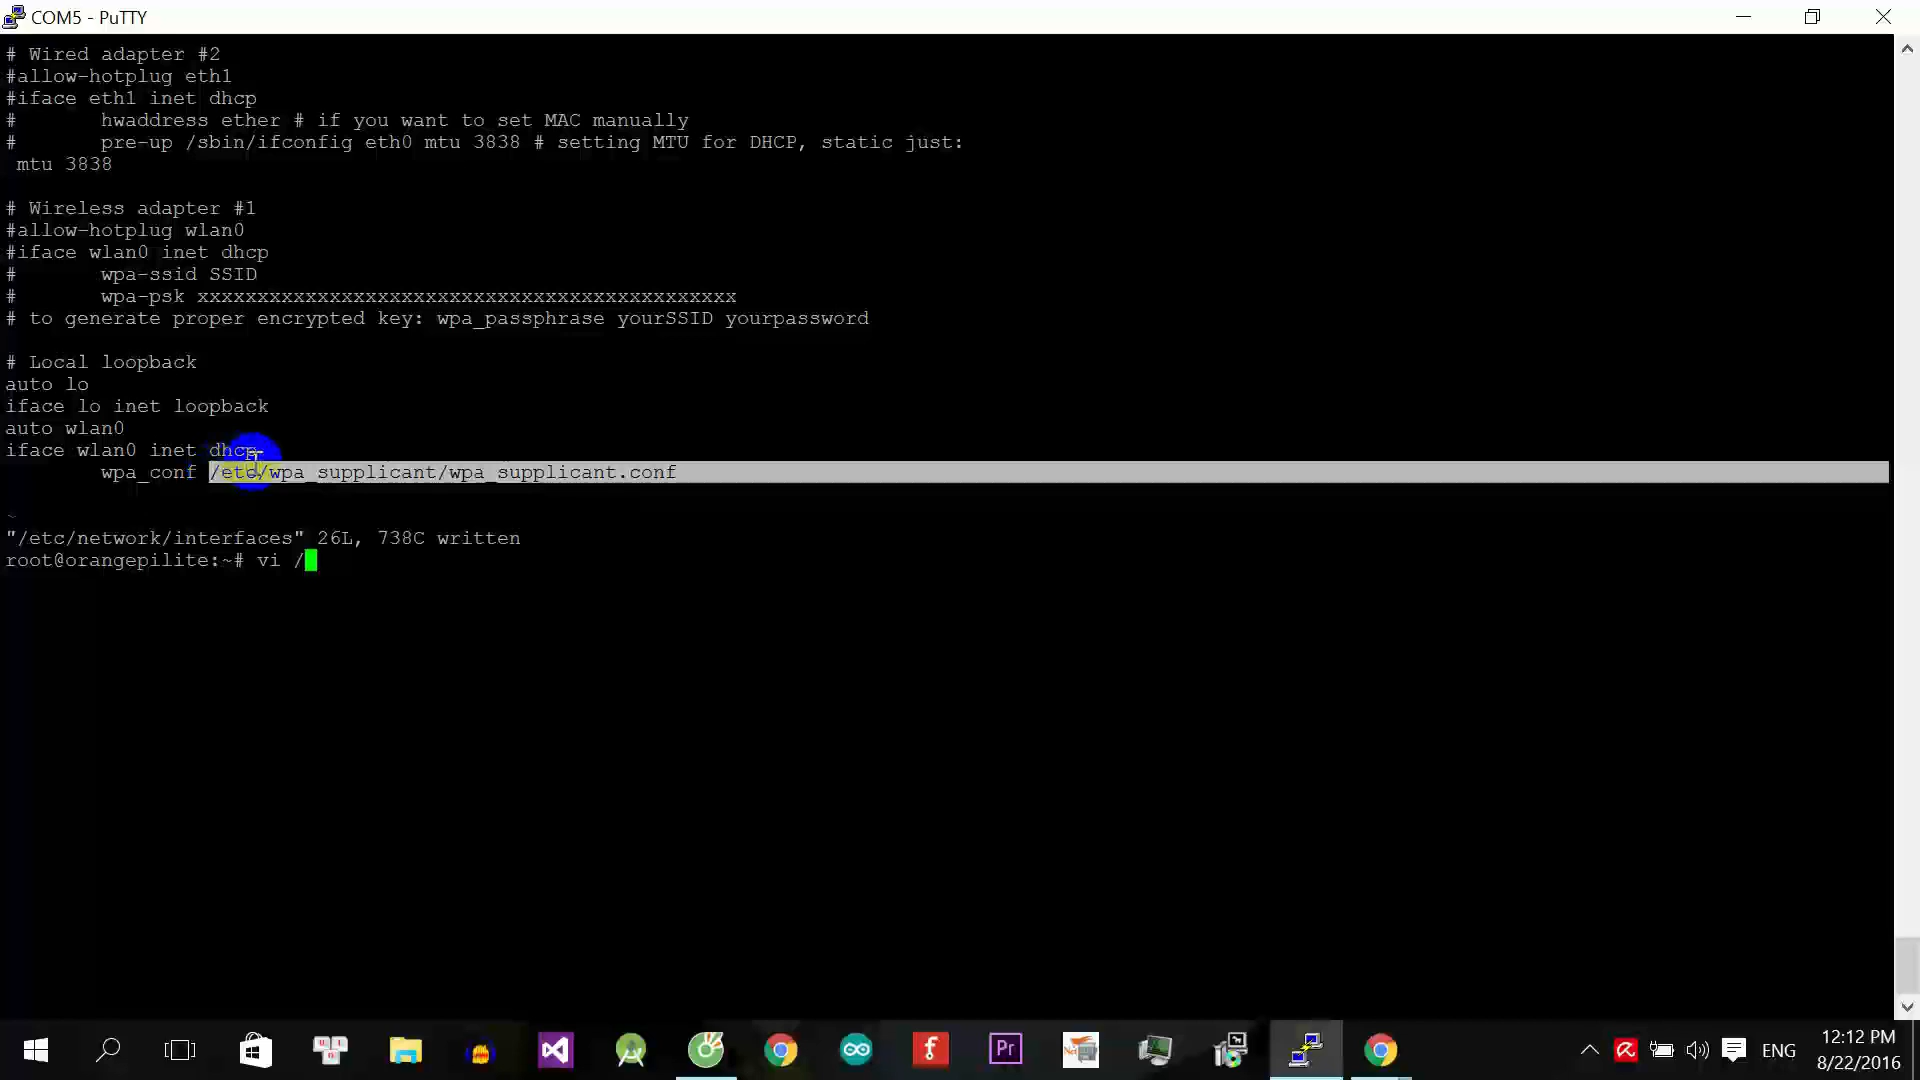 COM5 - PuTTY
# Wired adapter #2
#allow-hotplug eth1
#iface eth1 inet dhcp
#       hwaddress ether # if you want to set MAC manually
#       pre-up /sbin/ifconfig eth0 mtu 3838 # setting MTU for DHCP, static just:
 mtu 3838
# Wireless adapter #1
#allow-hotplug wlan0
#iface wlan0 inet dhcp
#       wpa-ssid SSID
#       wpa-psk xxxxxxxxxxxxxxxxxxxxxxxxxxxxxxxxxxxxxxxxxxxxx
# to generate proper encrypted key: wpa_passphrase yourSSID yourpassword
# Local loopback
auto lo
iface lo inet loopback
auto wlan0
iface wlan0 inet dhcp
        wpa_conf /etc/wpa_supplicant/wpa_supplicant.conf
~
"/etc/network/interfaces" 26L, 738C written
root@orangepilite:~# vi /
Pr
ENG
12:12 PM
8/22/2016